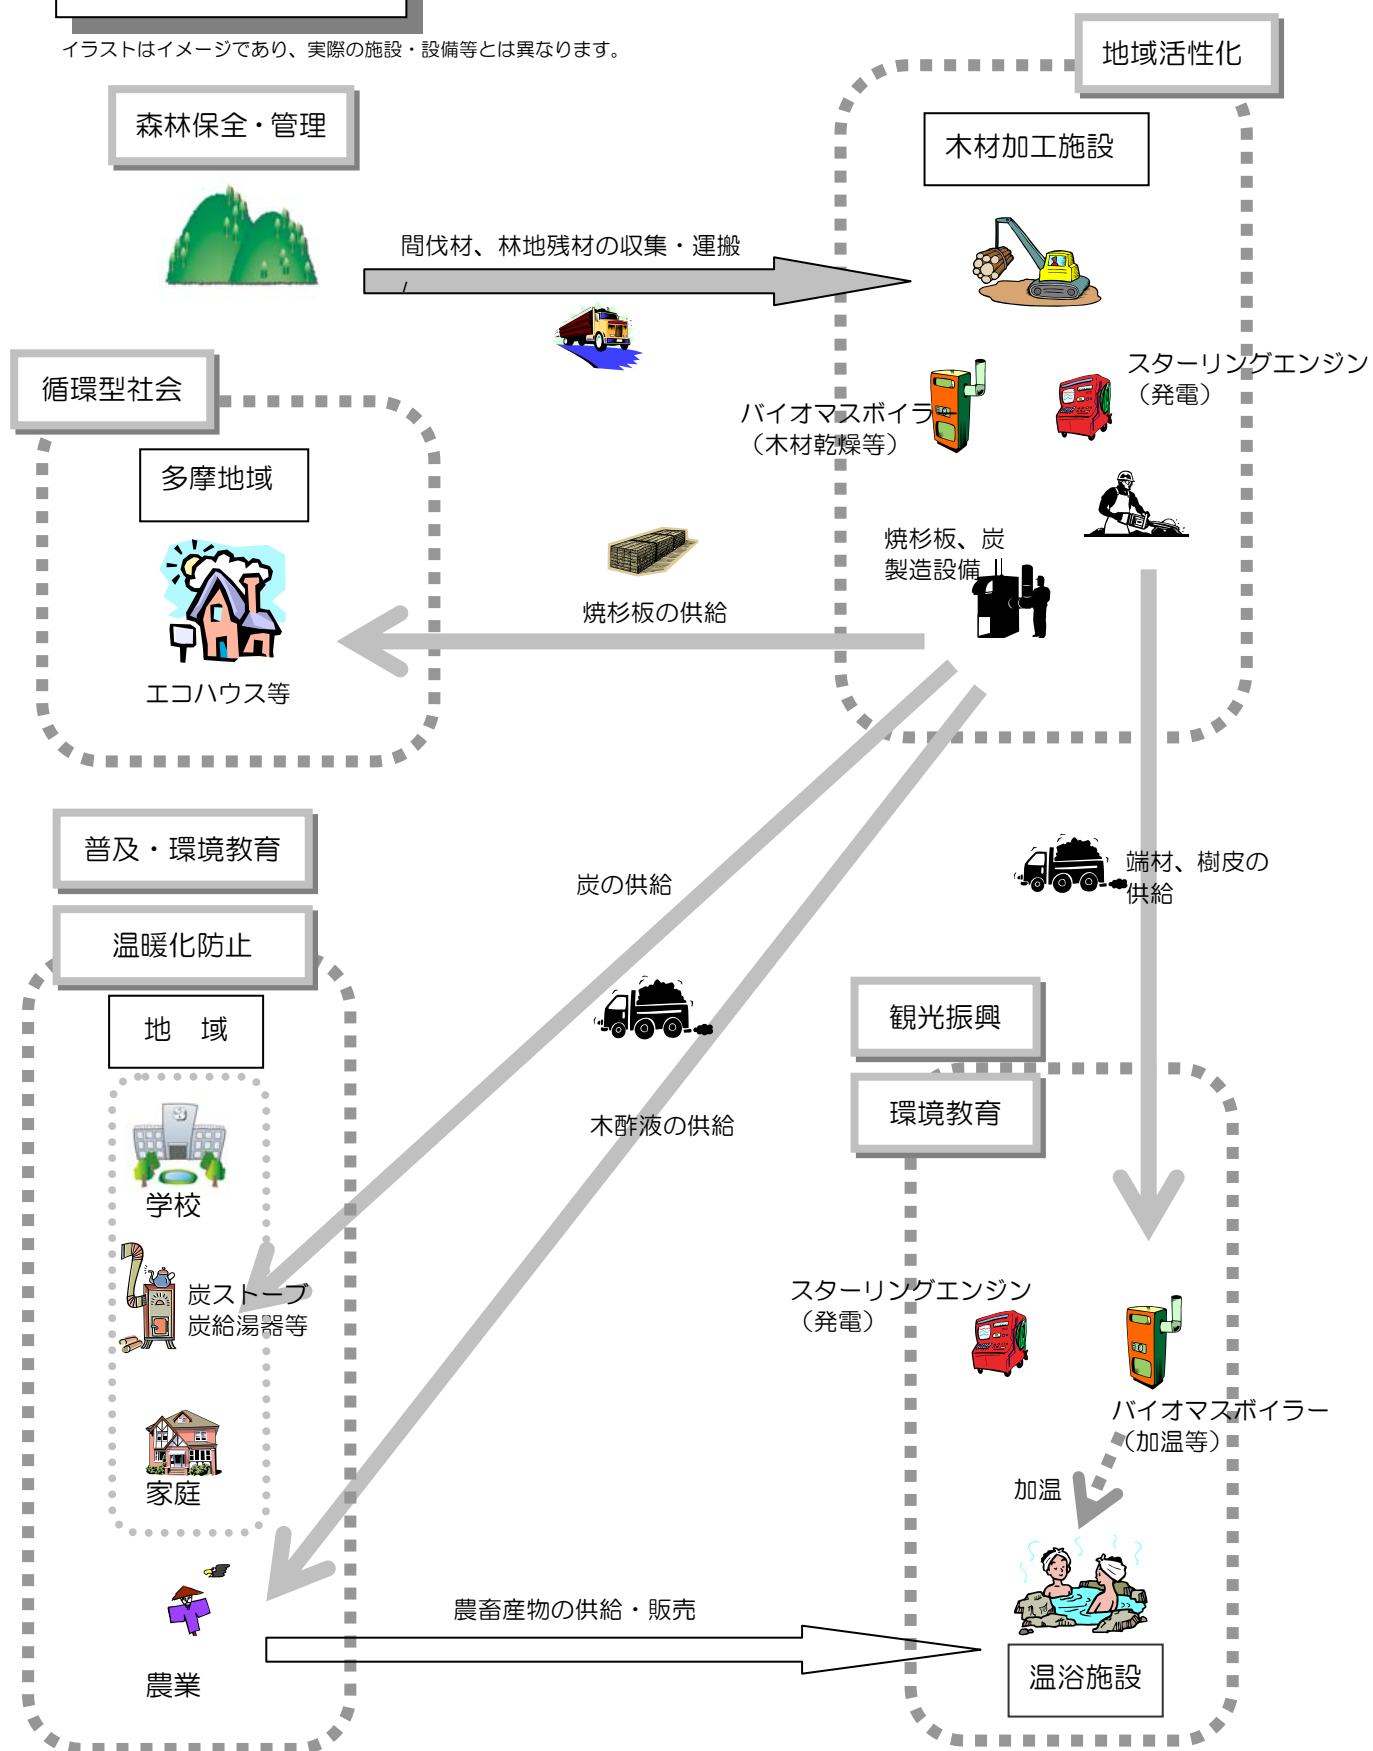 イラストはイメージであり、実際の施設・設備等とは異なります。
地域活性化
森林保全・管理
木材加工施設
間伐材、林地残材の収集・運搬
スターリングエンジン
（発電）
循環型社会
バイオマスボイラ
（木材乾燥等）
多摩地域
焼杉板、炭
製造設備
焼杉板の供給
エコハウス等
普及・環境教育
端材、樹皮の
供給
炭の供給
温暖化防止
観光振興
地　域
環境教育
木酢液の供給
学校
スターリングエンジン
（発電）
炭ストーブ
炭給湯器等
バイオマスボイラー
（加温等）
家庭
加温
農畜産物の供給・販売
農業
温浴施設